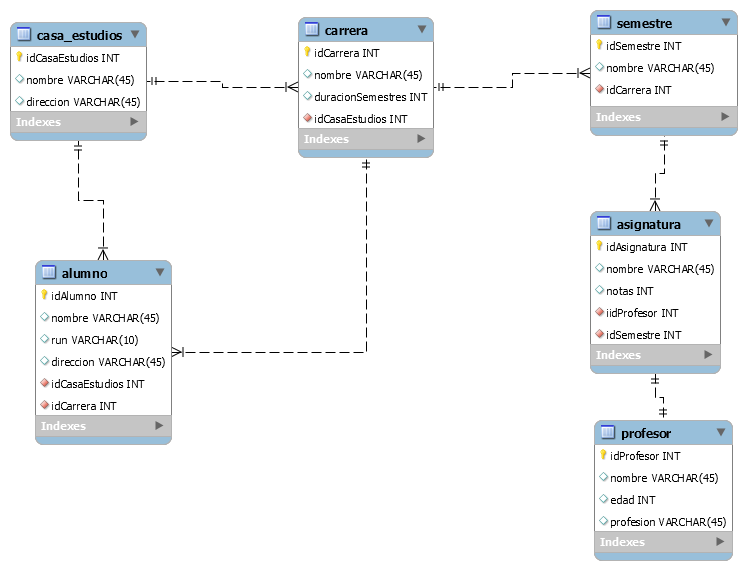 casa_estudios
idCasaEstudios INT
nombre VARCHAR(45)
direccion VARCHAR(45)
Indexes
carrera
idCarrera INT
nombre VARCHAR(45)
duracionSemestres INT
idCasaEstudios INT
Indexes
semestre
idSemestre INT
nombre VARCHAR(45)
idCarrera INT
Indexes
alumno
idAlumno INT
nombre VARCHAR(45)
run VARCHAR(10)
direccion VARCHAR(45)
idCasaEstudios INT
idCarrera INT
Indexes
asignatura
idAsignatura INT
nombre VARCHAR(45)
notas INT
iidProfesor INT
idSemestre INT
Indexes
profesor
idProfesor INT
nombre VARCHAR(45)
edad INT
profesion VARCHAR(45)
Indexes